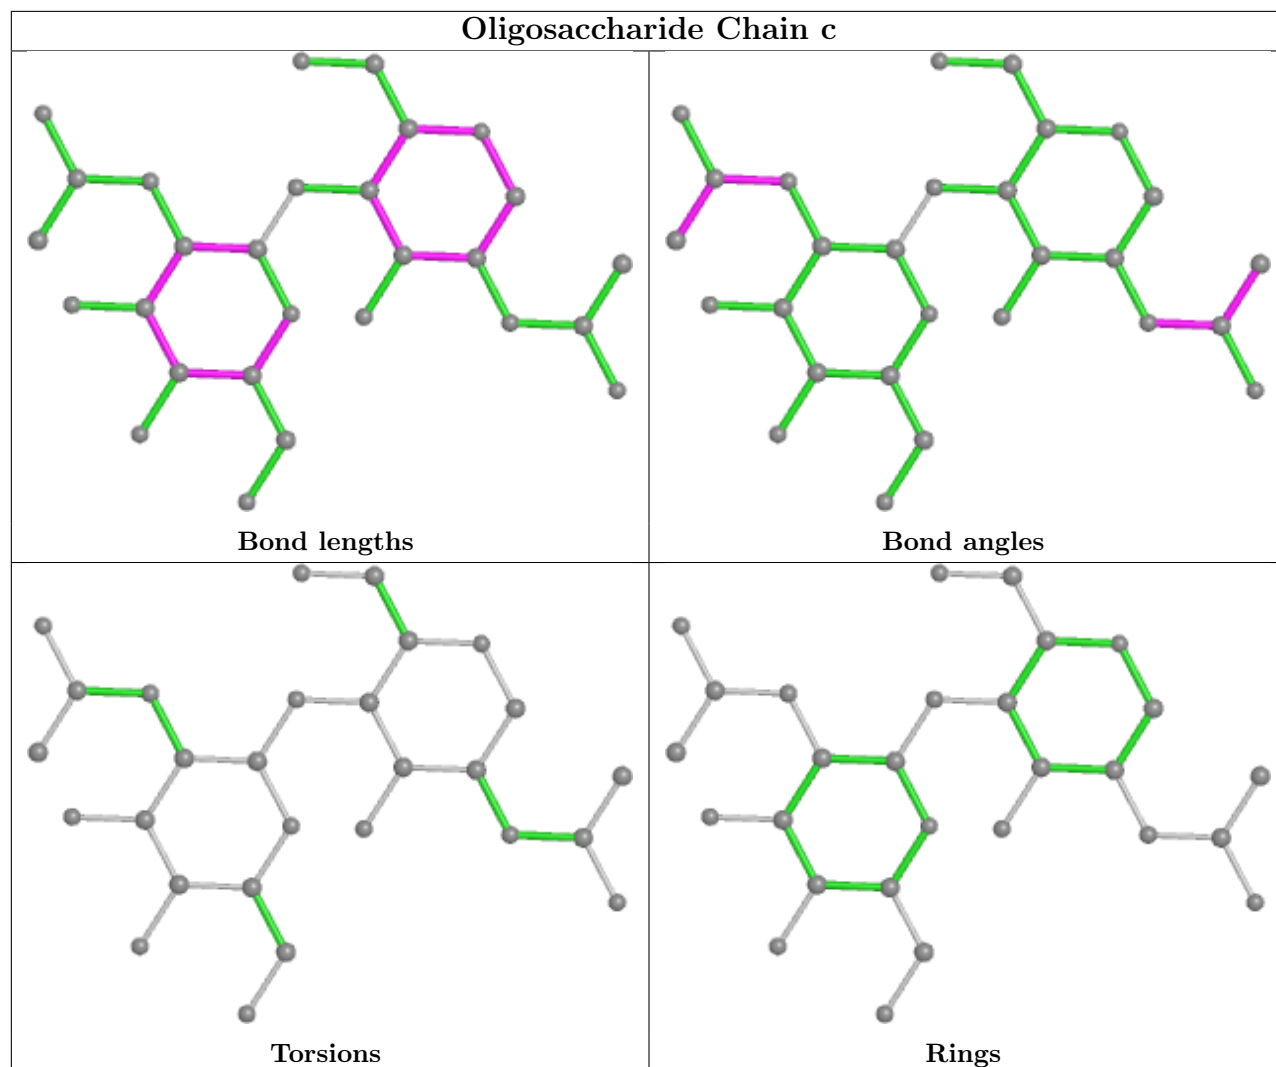 Oligosaccharide Chain c
Bond lengths
Bond angles
Torsions
Rings